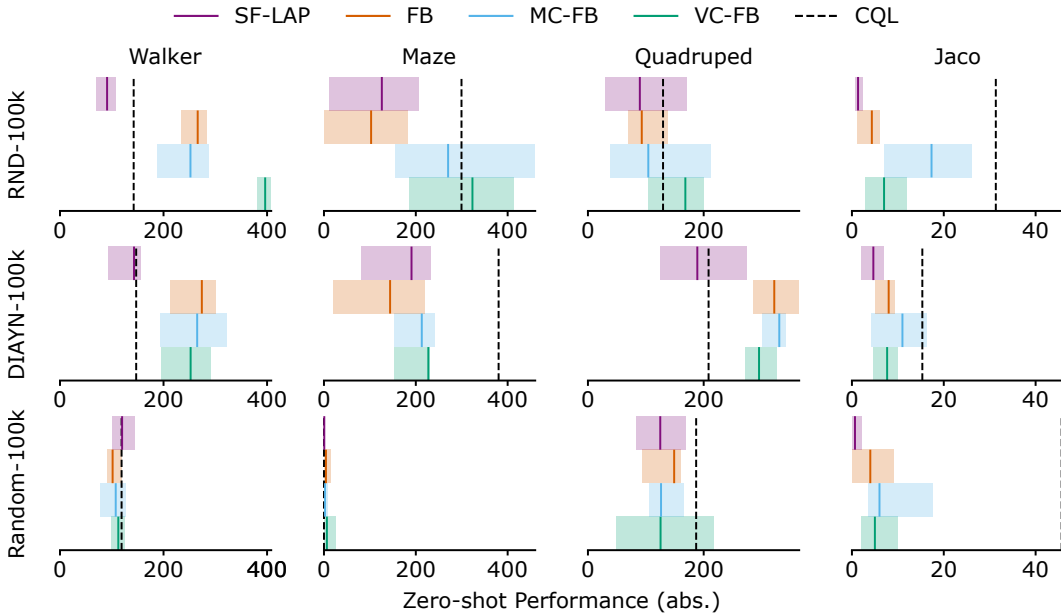 SF-LAP FB MC-FB VC-FB CQL
Walker Maze Quadruped Jaco
RND-100k
0 200 400 0 200 400 0 200 0 20 40
DIAYN-100k
0 200 400 0 200 400 0 200 0 20 40
Random-100k
0 200 400 0 200 400 0 200 0 20 40
Zero-shot Performance (abs.)